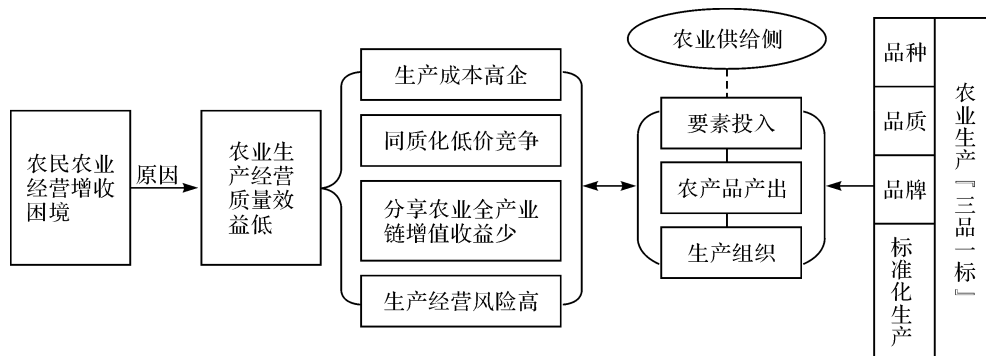 农民农业
经营增收
困境
原因
农业生
产经营
质量效
益低
生产成本高企
同质化低价竞争
分享农业全产业
链增值收益少
生产经营风险高
农业供给侧
要素投入
农产品产出
生产组织
品种
品质
品牌
标准化生产
农业生产『三品一标』